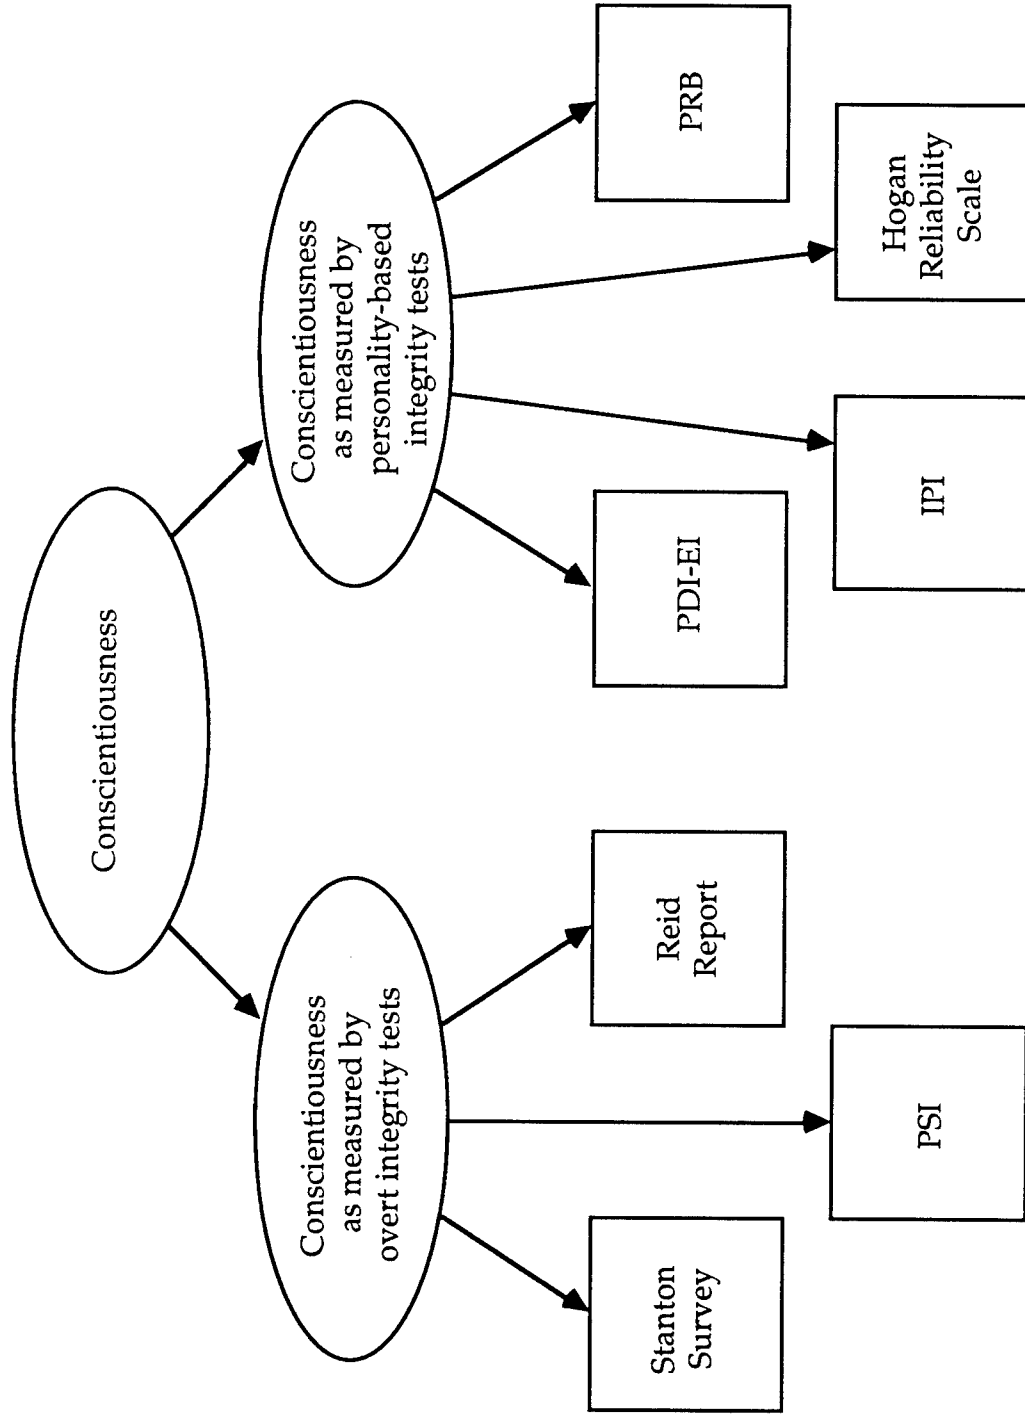 Conscientiousness
Conscientiousness
as measured by
overt integrity tests
Conscientiousness
as measured by
personality-based
integrity tests
Stanton
Survey
PSI
Reid
Report
PDI-EI
IPI
Hogan
Reliability
Scale
PRB